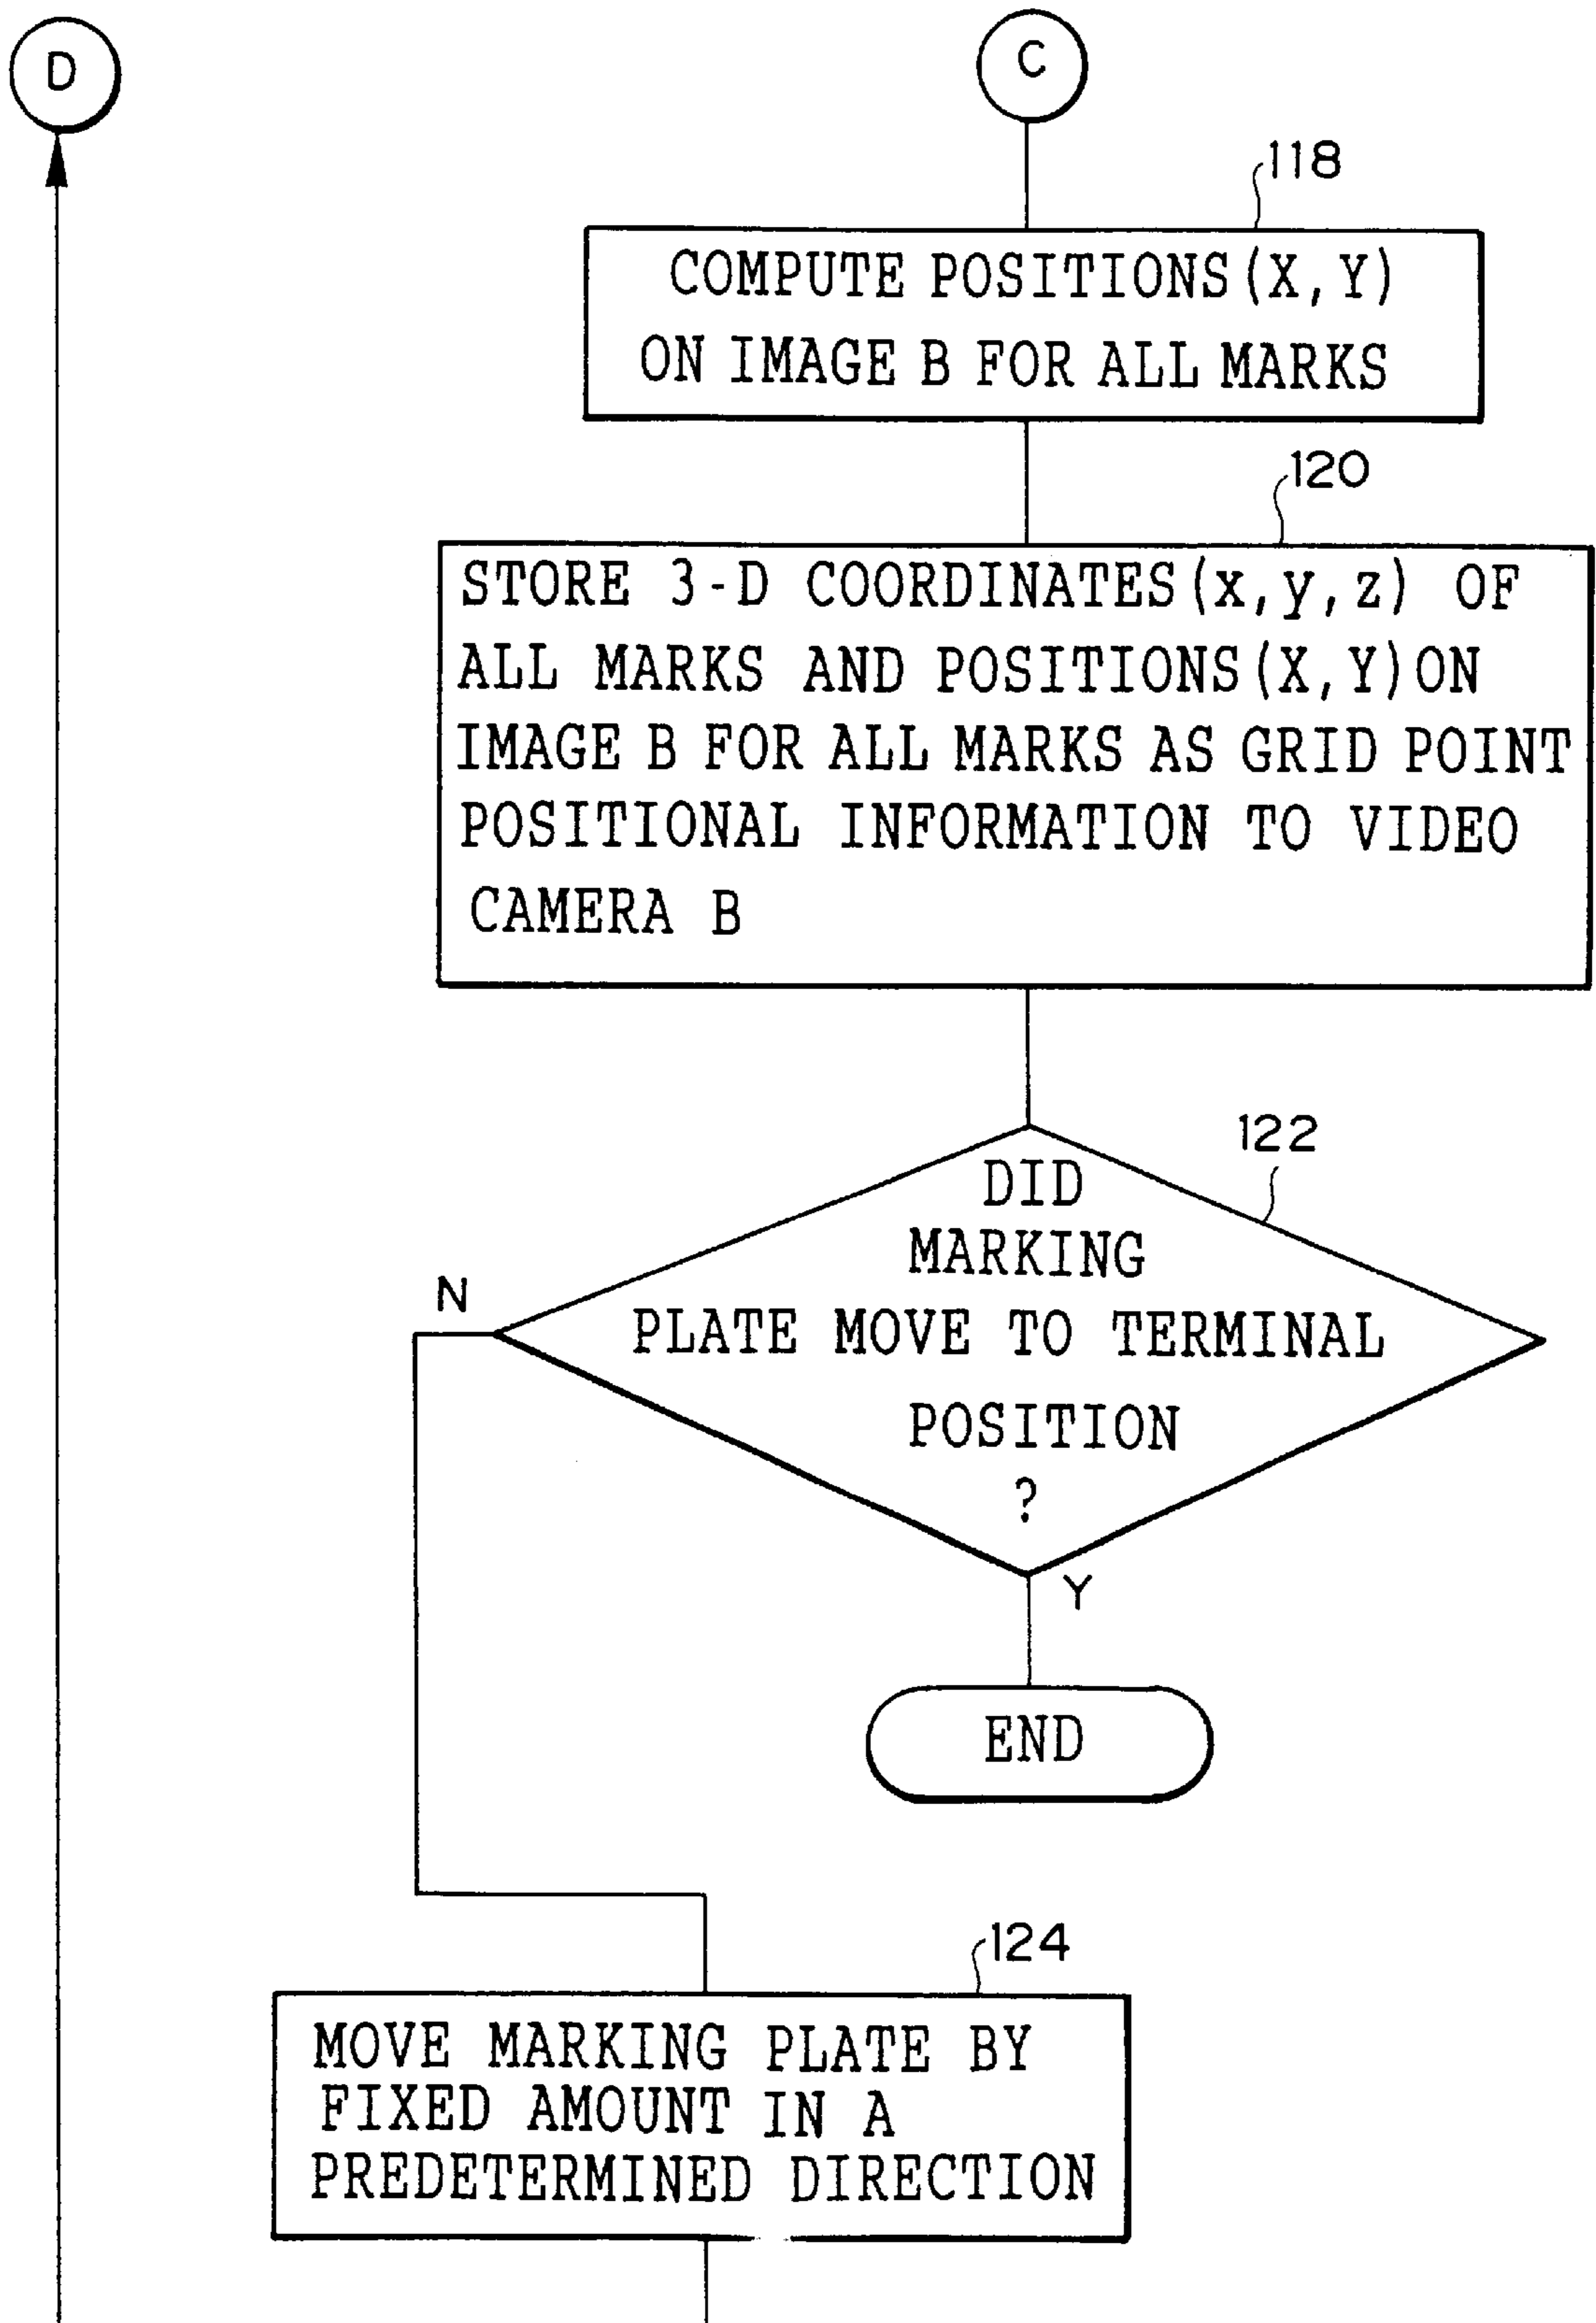 D
C
118
COMPUTE POSITIONS(X,Y)
ON IMAGE B FOR ALL MARKS
120
STORE 3-D COORDINATES(x,y,z) OF
ALL MARKS AND POSITIONS(X,Y)ON
IMAGE B FOR ALL MARKS AS GRID POINT
POSITIONAL INFORMATION TO VIDEO
CAMERA B
122
DID
MARKING
PLATE MOVE TO TERMINAL
POSITION
?
N
Y
END
124
MOVE MARKING PLATE BY
FIXED AMOUNT IN A
PREDETERMINED DIRECTION